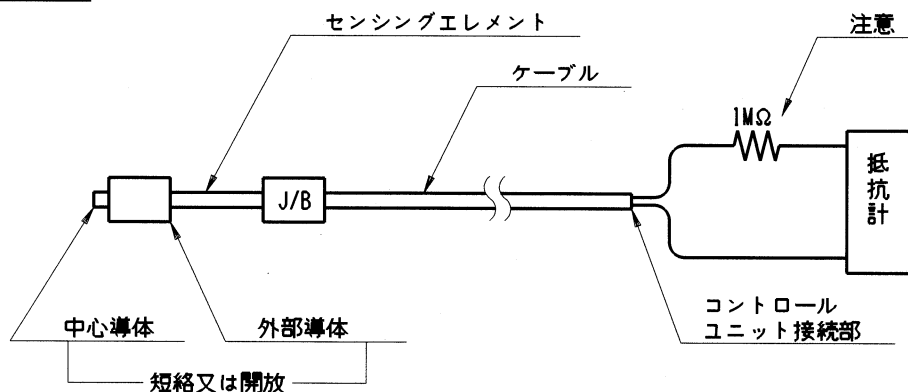 センシングエレメント
注意
ケーブル
1MΩ
抵抗計
J/B
中心導体
外部導体
コントロール
ユニット接続部
短絡又は開放